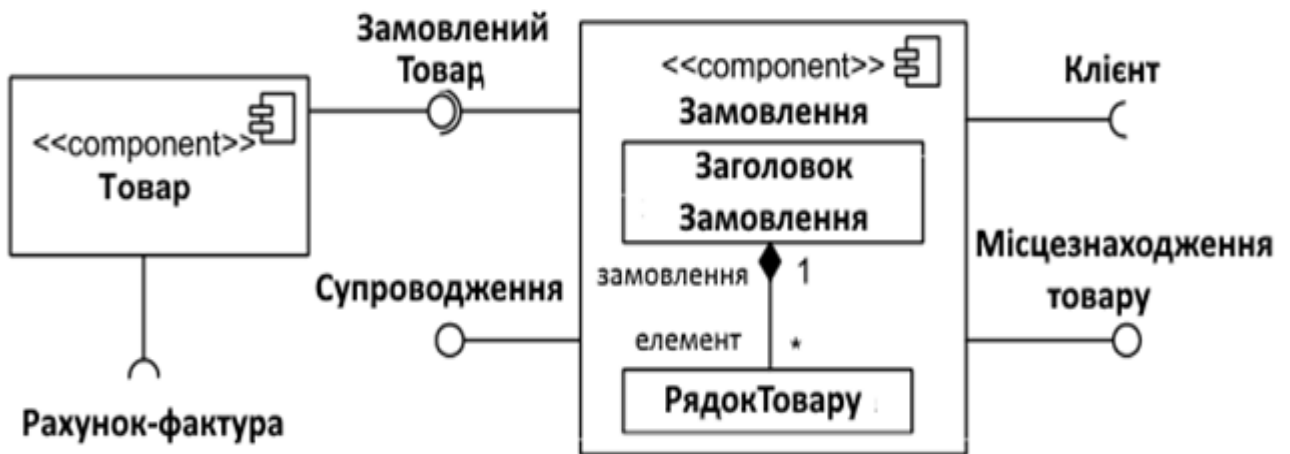 <<component>>
Товар
Рахунок-фактура
Замовлений
Товар
Супроводження
<<component>>
Замовлення
Заголовок
Замовлення
замовлення 1
елемент *
РядокТовару
Клієнт
Місцезнаходження
товару